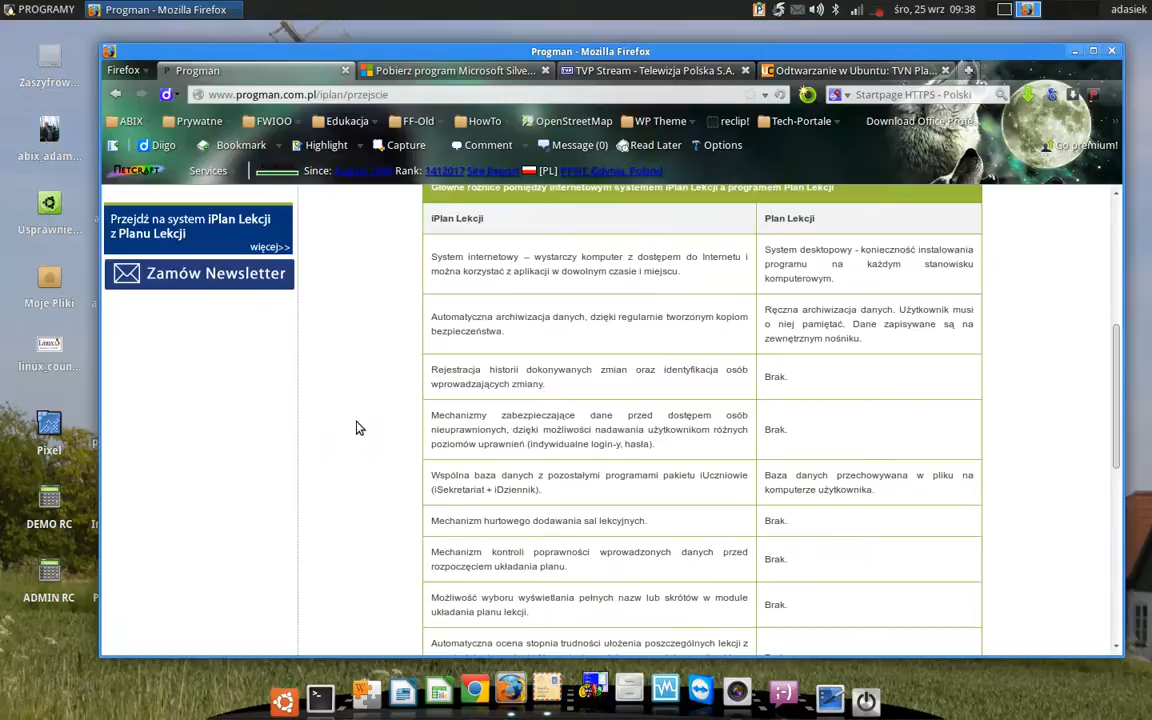 PROGRAMY
Progman - Mozilla Firefox
śro, 25 wrz 09:38
adasiek
Progman - Mozilla Firefox
Firefox
Progman
Pobierz program Microsoft Silve...
TVP Stream - Telewizja Polska S.A.
Odtwarzanie w Ubuntu: TVN Pla...
www.progman.com.pl/iplan/przejscie
Startpage HTTPS - Polski
ABIX
Prywatne
FWIOO
Edukacja
FF-Old
HowTo
OpenStreetMap
WP Theme
reclip!
Tech-Portale
Download Office Profe...
Diigo
Bookmark
Highlight
Capture
Comment
Message (0)
Read Later
Options
Go premium!
NETCRAFT
Services
Since: August 1998 Rank: 1412017 Site Report [PL] PPNT, Gdynia, Poland
Przejdź na system iPlan Lekcji
z Planu Lekcji
więcej>>
Zamów Newsletter
Główne różnice pomiędzy internetowym systemem iPlan Lekcji a programem Plan Lekcji
iPlan Lekcji
Plan Lekcji
System internetowy – wystarczy komputer z dostępem do Internetu i
można korzystać z aplikacji w dowolnym czasie i miejscu.
System desktopowy - konieczność instalowania
programu na każdym stanowisku
komputerowym.
Automatyczna archiwizacja danych, dzięki regularnie tworzonym kopiom
bezpieczeństwa.
Ręczna archiwizacja danych. Użytkownik musi
o niej pamiętać. Dane zapisywane są na
zewnętrznym nośniku.
Rejestracja historii dokonywanych zmian oraz identyfikacja osób
wprowadzających zmiany.
Brak.
Mechanizmy zabezpieczające dane przed dostępem osób
nieuprawnionych, dzięki możliwości nadawania użytkownikom różnych
poziomów uprawnień (indywidualne login-y, hasła).
Brak.
Wspólna baza danych z pozostałymi programami pakietu iUczniowie
(iSekretariat + iDziennik).
Baza danych przechowywana w pliku na
komputerze użytkownika.
Mechanizm hurtowego dodawania sal lekcyjnych.
Brak.
Mechanizm kontroli poprawności wprowadzonych danych przed
rozpoczęciem układania planu.
Brak.
Możliwość wyboru wyświetlania pełnych nazw lub skrótów w module
układania planu lekcji.
Brak.
Automatyczna ocena stopnia trudności ułożenia poszczególnych lekcji z
Zaszyfrow...
abix_adam...
Usprawnie...
Moje Pliki
linux_coun...
Pixel
DEMO RC
ADMIN RC